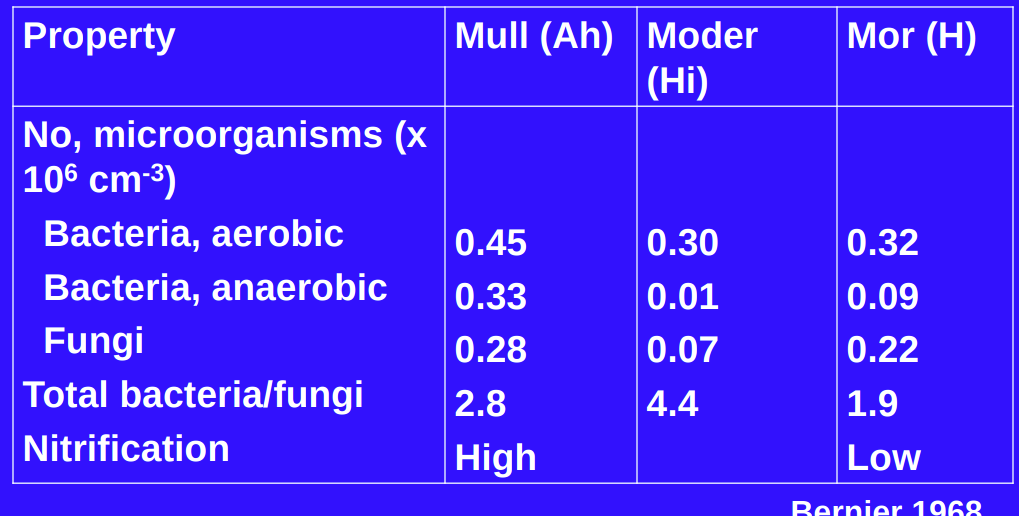 Property Mull (Ah) Moder Mor (H)
(Hi)
No, microorganisms (x
10⁶ cm⁻³)
Bacteria, aerobic 0.45 0.30 0.32
Bacteria, anaerobic 0.33 0.01 0.09
Fungi 0.28 0.07 0.22
Total bacteria/fungi 2.8 4.4 1.9
Nitrification High Low
Bernier 1968